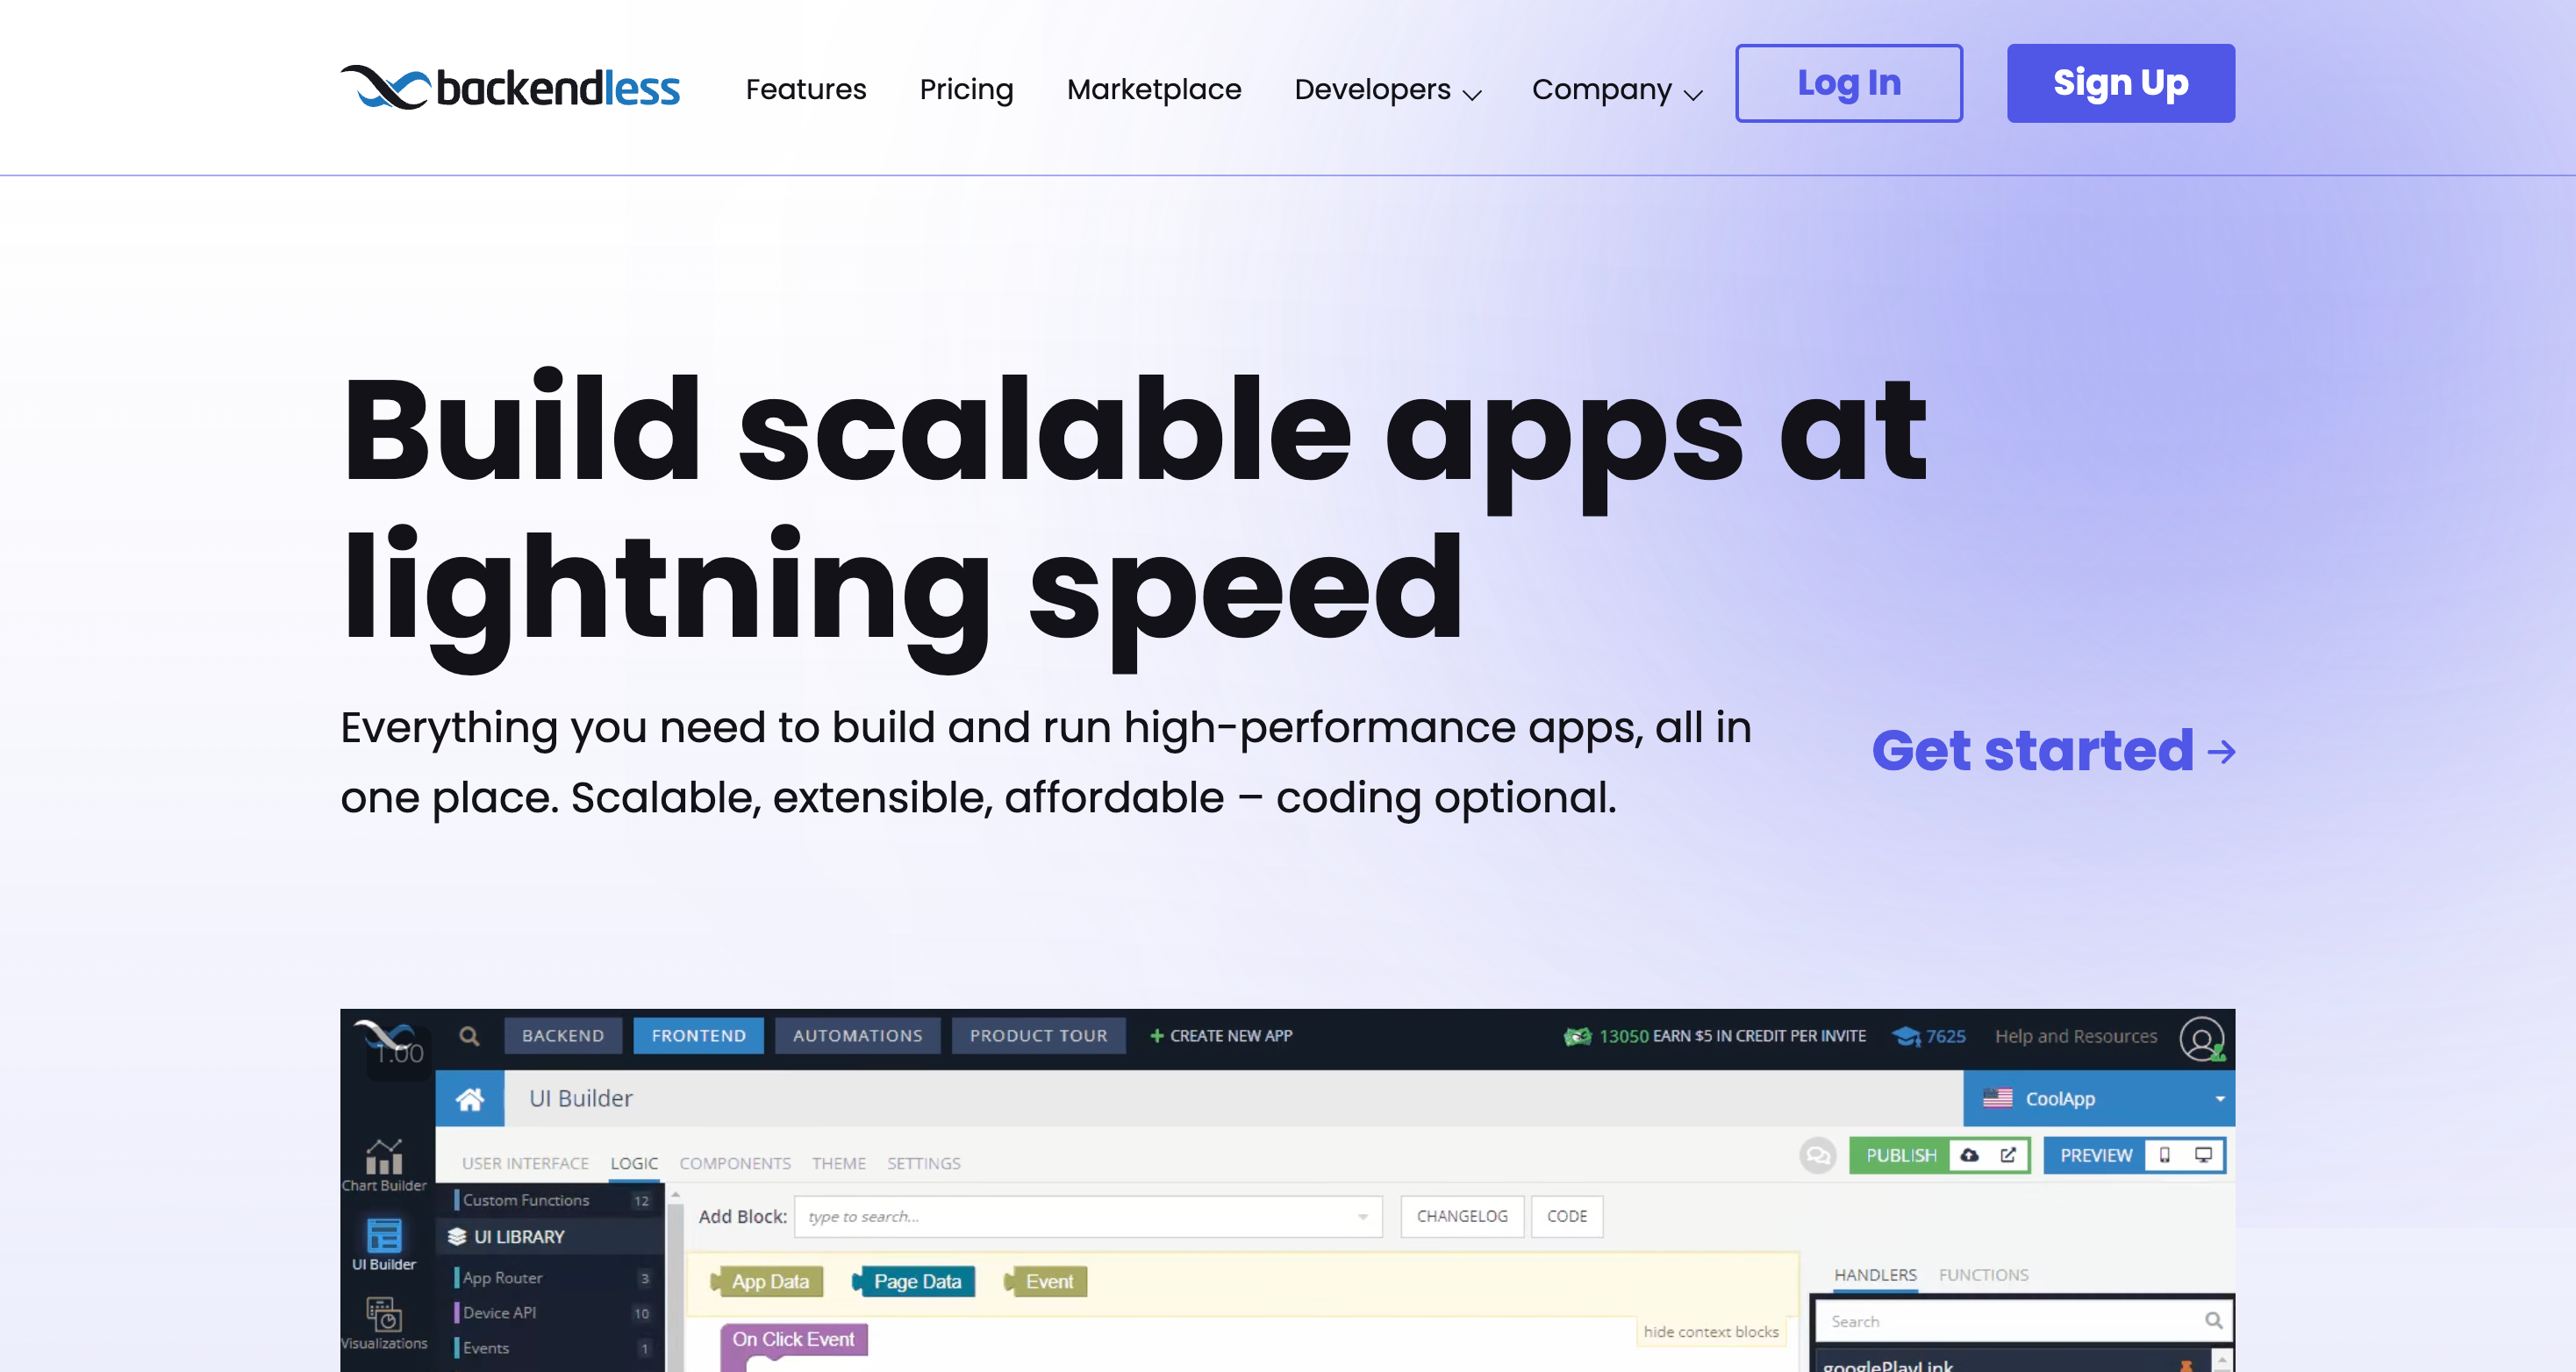 backendless Features Pricing Marketplace Developers Company Log In Sign Up
Build scalable apps at
lightning speed
Everything you need to build and run high-performance apps, all in
one place. Scalable, extensible, affordable – coding optional.
Get started
BACKEND FRONTEND AUTOMATIONS PRODUCT TOUR CREATE NEW APP 13050 EARN $5 IN CREDIT PER INVITE 7625 Help and Resources
1.00
UI Builder CoolApp
USER INTERFACE LOGIC COMPONENTS THEME SETTINGS PUBLISH PREVIEW
Chart Builder
Custom Functions 12
Add Block: type to search... CHANGELOG CODE
UI LIBRARY
UI Builder
App Router 3
App Data Page Data Event
HANDLERS FUNCTIONS
Device API 10
Search
Visualizations
Events 1
On Click Event
hide context blocks
googlePlayLink